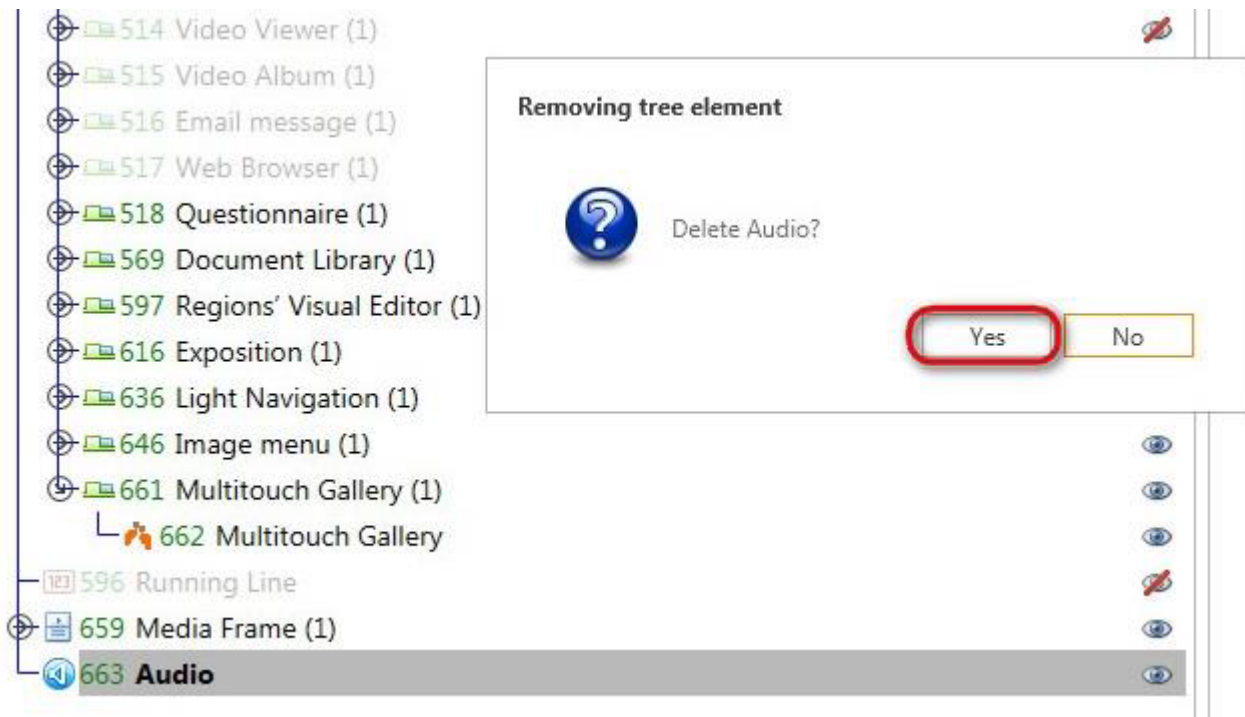 514 Video Viewer (1)
515 Video Album (1)
516 Email message (1)
517 Web Browser (1)
518 Questionnaire (1)
569 Document Library (1)
597 Regions' Visual Editor (1)
616 Exposition (1)
636 Light Navigation (1)
646 Image menu (1)
661 Multitouch Gallery (1)
662 Multitouch Gallery
123 596 Running Line
659 Media Frame (1)
663 Audio
Removing tree element
Delete Audio?
Yes No